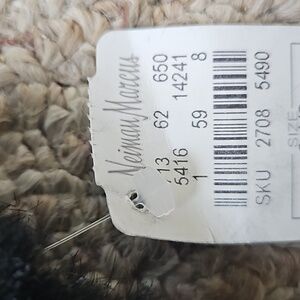 Neiman Marcus
13 62 650
5416 14241
1 59 8
SKU 2708 5490
SIZE